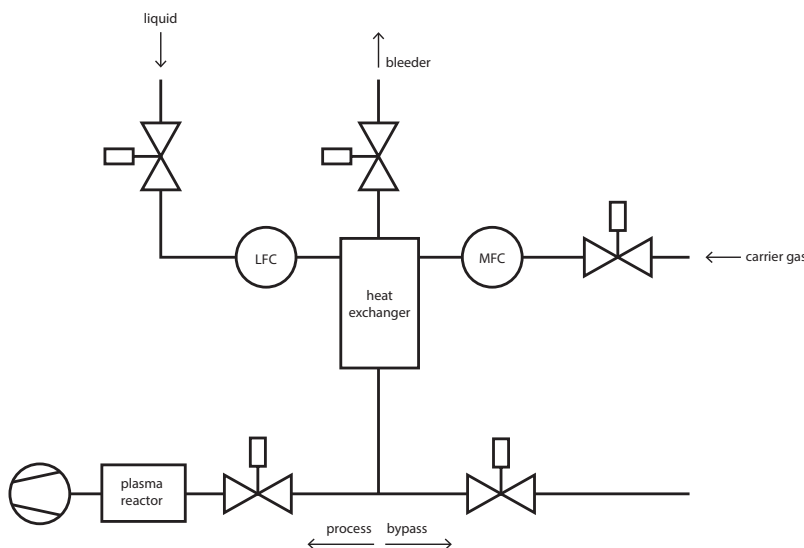 liquid
bleeder
LFC
MFC
carrier gas
heat
exchanger
plasma
reactor
process
bypass